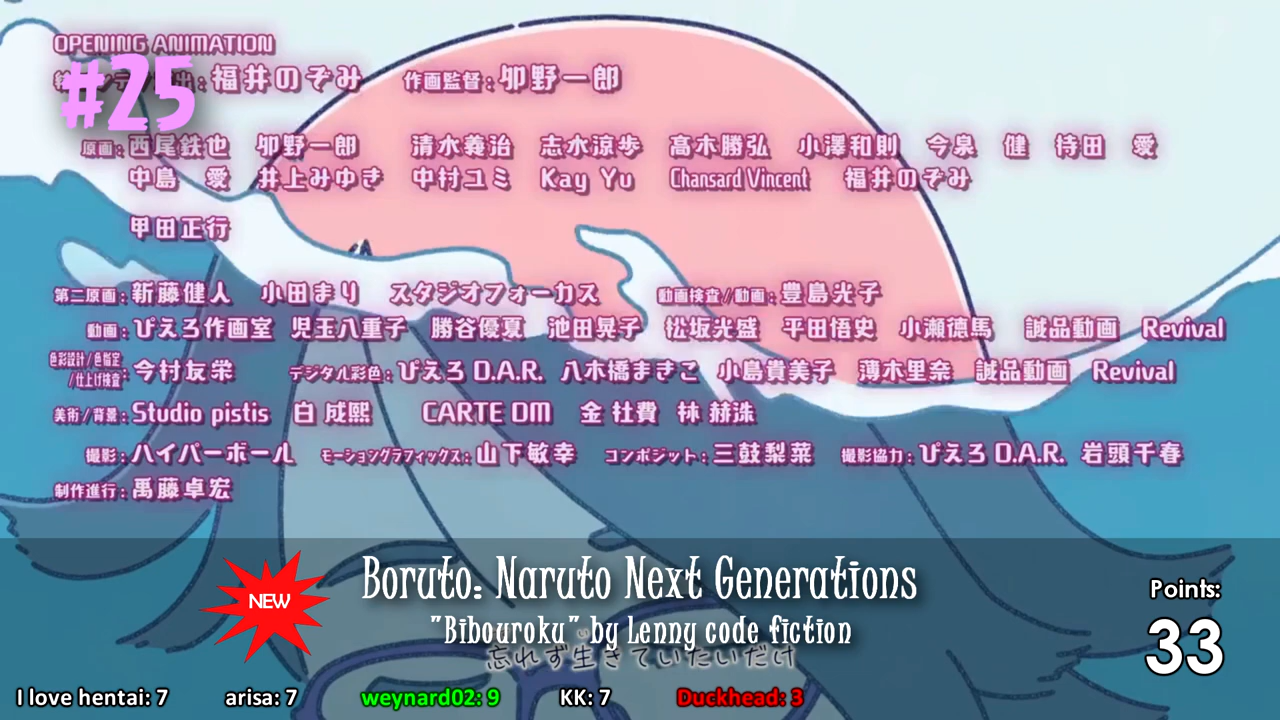 OPENING ANIMATION
#25
福井のぞみ 作画監督：卯野一郎
原画：西尾鉄也 卯野一郎 清水義治 志水涼歩 高木勝弘 小澤和則 今泉 健 持田 愛
中島 愛 井上みゆき 中村ユミ Kay Yu Chansard Vincent 福井のぞみ
甲田正行
第二原画：新藤健人 小田まり スタジオフォーカス 動画検査/動画：豊島光子
動画：ぴえろ作画室 児玉八重子 勝谷優夏 池田晃子 松坂光盛 平田悟史 小瀬徳馬 誠品動画 Revival
色彩設計/色指定
/仕上げ検査：今村友栄 デジタル彩色：ぴえろ D.A.R. 八木橋まきこ 小島貴美子 薄木里奈 誠品動画 Revival
美術/背景：Studio pistis 白 成熙 CARTE DM 金 社費 林 赫洙
撮影：ハイパーボール モーショングラフィックス：山下敏幸 コンポジット：三鼓梨菜 撮影協力：ぴえろ D.A.R. 岩頭千春
制作進行：禹藤卓宏
NEW
Boruto: Naruto Next Generations
"Bibouroku" by Lenny code fiction
忘れず生きていたいだけ
Points:
33
I love hentai: 7 arisa: 7 weynard02: 9 KK: 7 Duckhead: 3